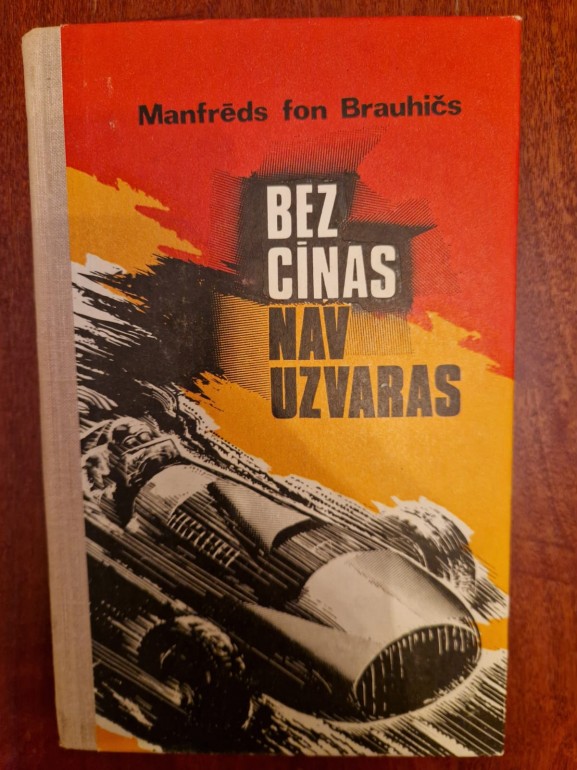 Manfrēds fon Brauhičs
BEZ
CĪŅAS
NAV
UZVARAS